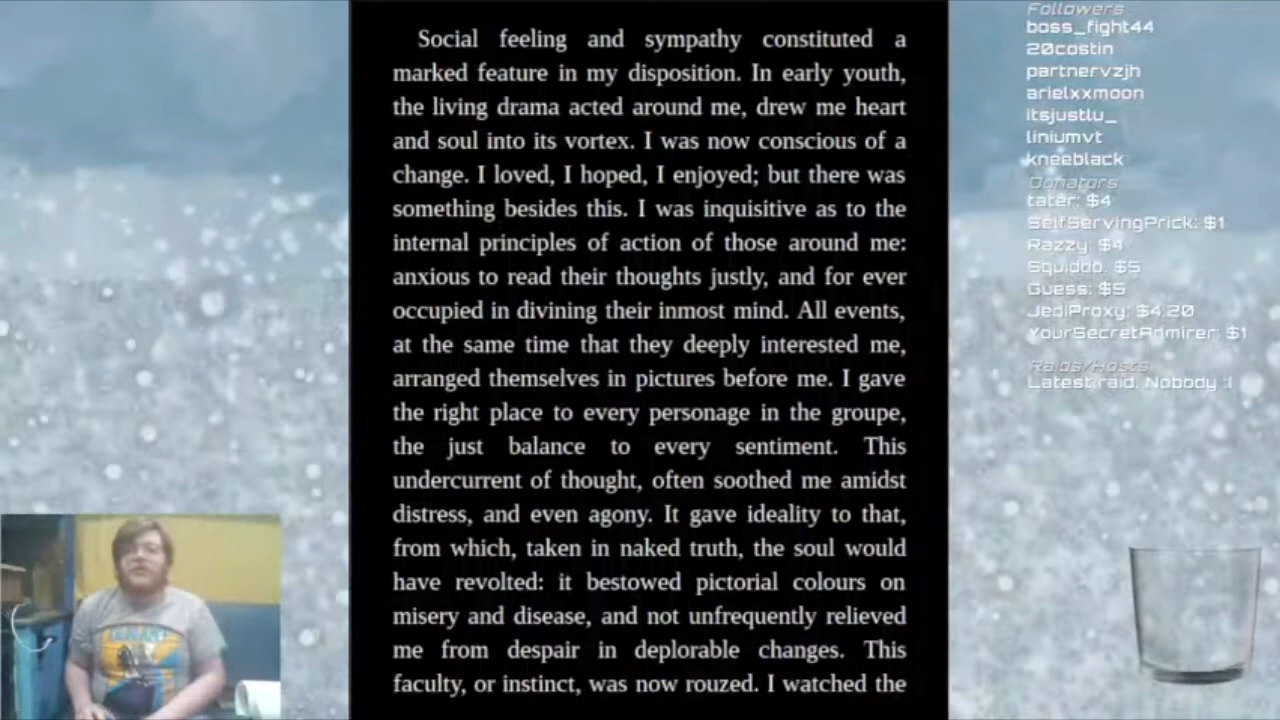 Social feeling and sympathy constituted a
marked feature in my disposition. In early youth,
the living drama acted around me, drew me heart
and soul into its vortex. I was now conscious of a
change. I loved, I hoped, I enjoyed; but there was
something besides this. I was inquisitive as to the
internal principles of action of those around me:
anxious to read their thoughts justly, and for ever
occupied in divining their inmost mind. All events,
at the same time that they deeply interested me,
arranged themselves in pictures before me. I gave
the right place to every personage in the groupe,
the just balance to every sentiment. This
undercurrent of thought, often soothed me amidst
distress, and even agony. It gave ideality to that,
from which, taken in naked truth, the soul would
have revolted: it bestowed pictorial colours on
misery and disease, and not unfrequently relieved
me from despair in deplorable changes. This
faculty, or instinct, was now rouzed. I watched the
Followers
boss_fight44
20costin
partnervzjh
arielxxmoon
itsjustlu_
liniumvt
kneeblack
Donators
tater: $4
SelfServingPrick: $1
Razzy: $4
Squidoo: $5
Guess: $5
JediProxy: $4.20
YourSecretAdmirer: $1
Raids/Hosts
Latest raid: Nobody :(